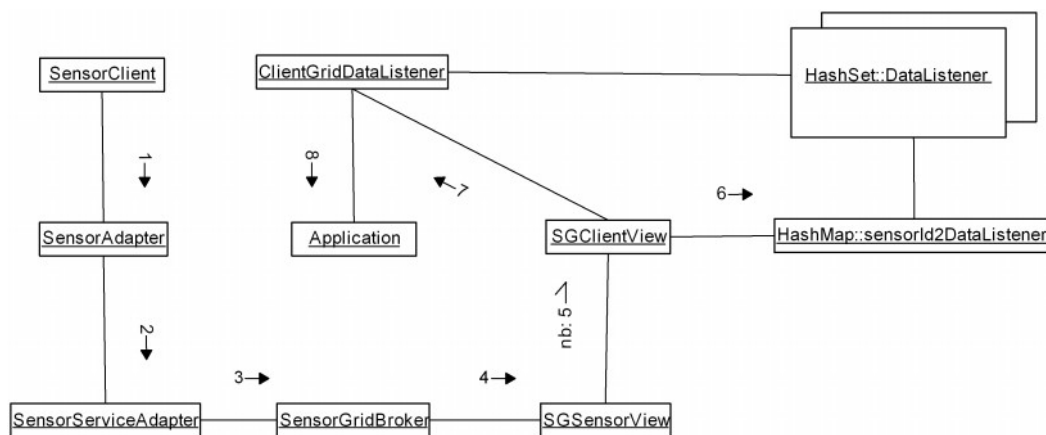 SensorClient
ClientGridDataListener
HashSet::DataListener
1
8
7
6
SensorAdapter
Application
SGClientView
HashMap::sensorId2DataListener
2
nb: 5
3
4
SensorServiceAdapter
SensorGridBroker
SGSensorView